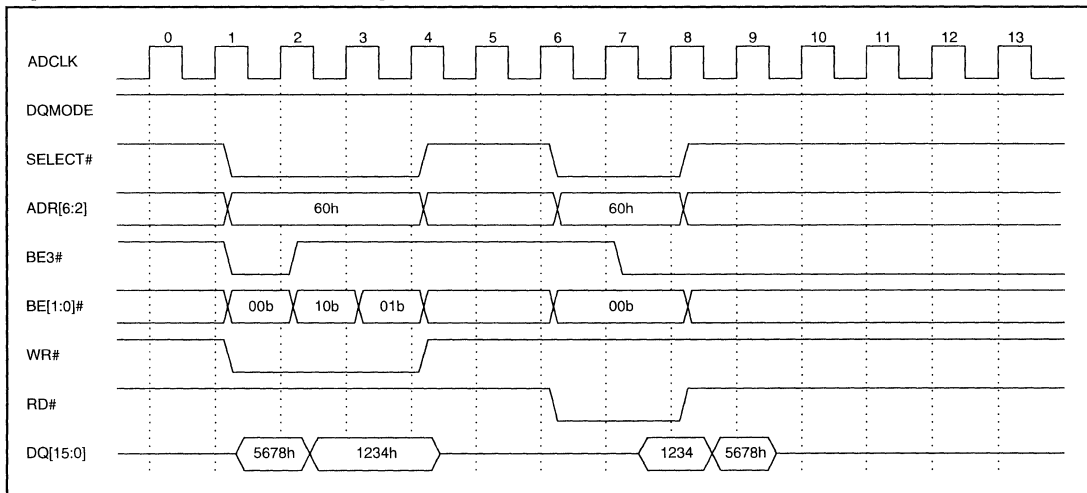 0 1 2 3 4 5 6 7 8 9 10 11 12 13
ADCLK
DQMODE
SELECT#
ADR[6:2] 60h 60h
BE3#
BE[1:0]# 00b 10b 01b 00b
WR#
RD#
DQ[15:0] 5678h 1234h 1234 5678h